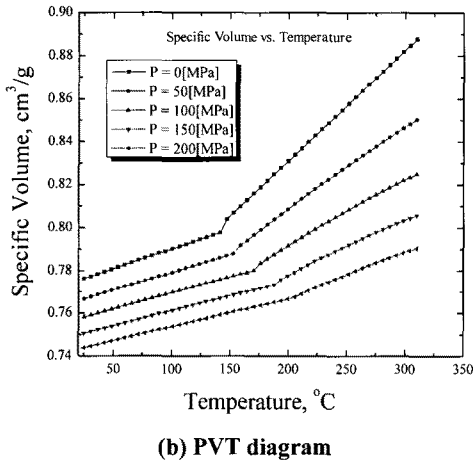 Specific Volume vs. Temperature
P = 0[MPa]
P = 50[MPa]
P = 100[MPa]
P = 150[MPa]
P = 200[MPa]
0.90
0.88
0.86
0.84
0.82
0.80
0.78
0.76
0.74
Specific Volume, cm³/g
50 100 150 200 250 300 350
Temperature, °C
(b) PVT diagram